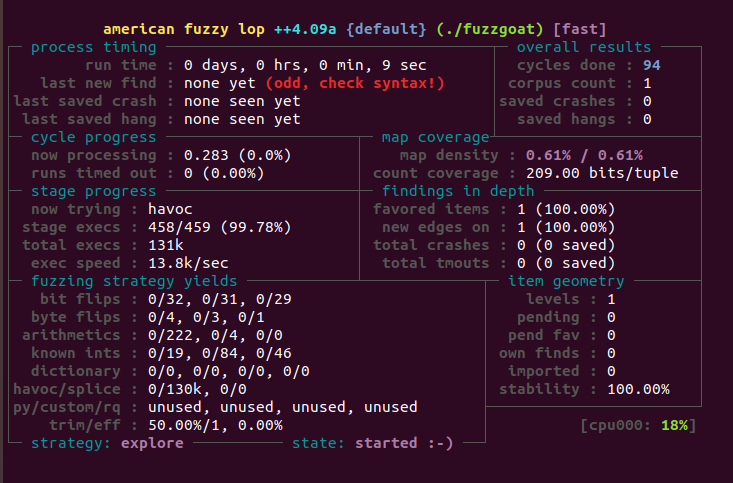 american fuzzy lop ++4.09a {default} (./fuzzgoat) [fast]
process timing overall results
run time : 0 days, 0 hrs, 0 min, 9 sec cycles done : 94
last new find : none yet (odd, check syntax!) corpus count : 1
last saved crash : none seen yet saved crashes : 0
last saved hang : none seen yet saved hangs : 0
cycle progress map coverage
now processing : 0.283 (0.0%) map density : 0.61% / 0.61%
runs timed out : 0 (0.00%) count coverage : 209.00 bits/tuple
stage progress findings in depth
now trying : havoc favored items : 1 (100.00%)
stage execs : 458/459 (99.78%) new edges on : 1 (100.00%)
total execs : 131k total crashes : 0 (0 saved)
exec speed : 13.8k/sec total tmouts : 0 (0 saved)
fuzzing strategy yields item geometry
bit flips : 0/32, 0/31, 0/29 levels : 1
byte flips : 0/4, 0/3, 0/1 pending : 0
arithmetics : 0/222, 0/4, 0/0 pend fav : 0
known ints : 0/19, 0/84, 0/46 own finds : 0
dictionary : 0/0, 0/0, 0/0, 0/0 imported : 0
havoc/splice : 0/130k, 0/0 stability : 100.00%
py/custom/rq : unused, unused, unused, unused
trim/eff : 50.00%/1, 0.00% [cpu000: 18%]
strategy: explore state: started :-)